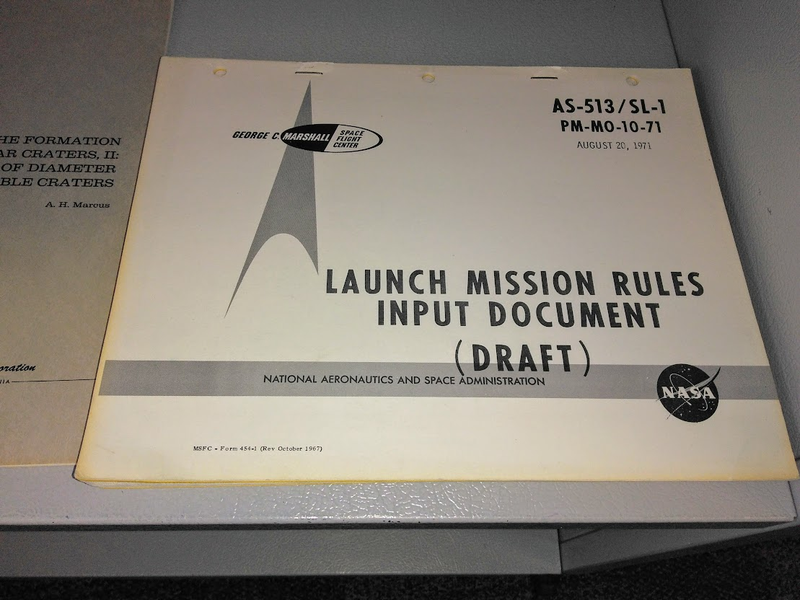 HE FORMATION
AR CRATERS, II:
OF DIAMETER
BLE CRATERS
A. H. Marcus
oration
NIA
AS-513/SL-1
PM-MO-10-71
AUGUST 20, 1971
GEORGE C. MARSHALL SPACE
FLIGHT
CENTER
LAUNCH MISSION RULES
INPUT DOCUMENT
(DRAFT)
NATIONAL AERONAUTICS AND SPACE ADMINISTRATION
NASA
MSFC - Form 454-1 (Rev October 1967)